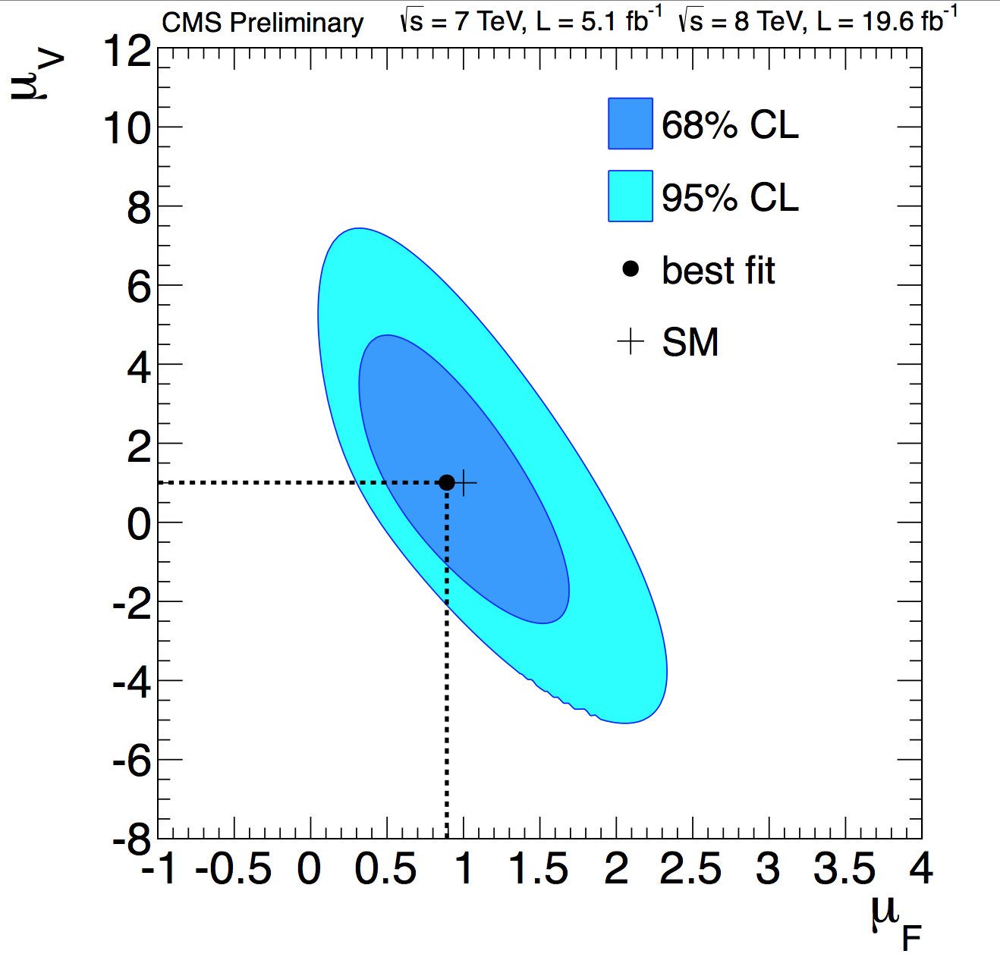 CMS Preliminary √s = 7 TeV, L = 5.1 fb⁻¹ √s = 8 TeV, L = 19.6 fb⁻¹
μV
12
10
8
6
4
2
0
-2
-4
-6
-8
68% CL
95% CL
best fit
SM
-1 -0.5 0 0.5 1 1.5 2 2.5 3 3.5 4
μF